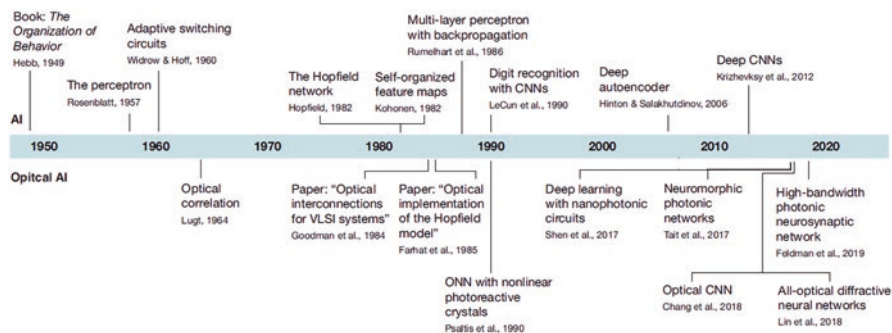 Book: The
Organization of
Behavior
Hebb, 1949
Adaptive switching
circuits
Widrow & Hoff, 1960
The perceptron
Rosenblatt, 1957
The Hopfield
network
Hopfield, 1982
Self-organized
feature maps
Kohonen, 1982
Multi-layer perceptron
with backpropagation
Rumelhart et al., 1986
Digit recognition
with CNNs
LeCun et al., 1990
Deep
autoencoder
Hinton & Salakhutdinov, 2006
Deep CNNs
Krizhevksy et al., 2012
AI
1950 1960 1970 1980 1990 2000 2010 2020
Opitcal AI
Optical
correlation
Lugt, 1964
Paper: “Optical
interconnections
for VLSI systems”
Goodman et al., 1984
Paper: “Optical
implementation
of the Hopfield
model”
Farhat et al., 1985
ONN with nonlinear
photoreactive
crystals
Psaltis et al., 1990
Deep learning
with nanophotonic
circuits
Shen et al., 2017
Neuromorphic
photonic
networks
Tait et al., 2017
High-bandwidth
photonic
neurosynaptic
network
Feldman et al., 2019
Optical CNN
Chang et al., 2018
All-optical diffractive
neural networks
Lin et al., 2018